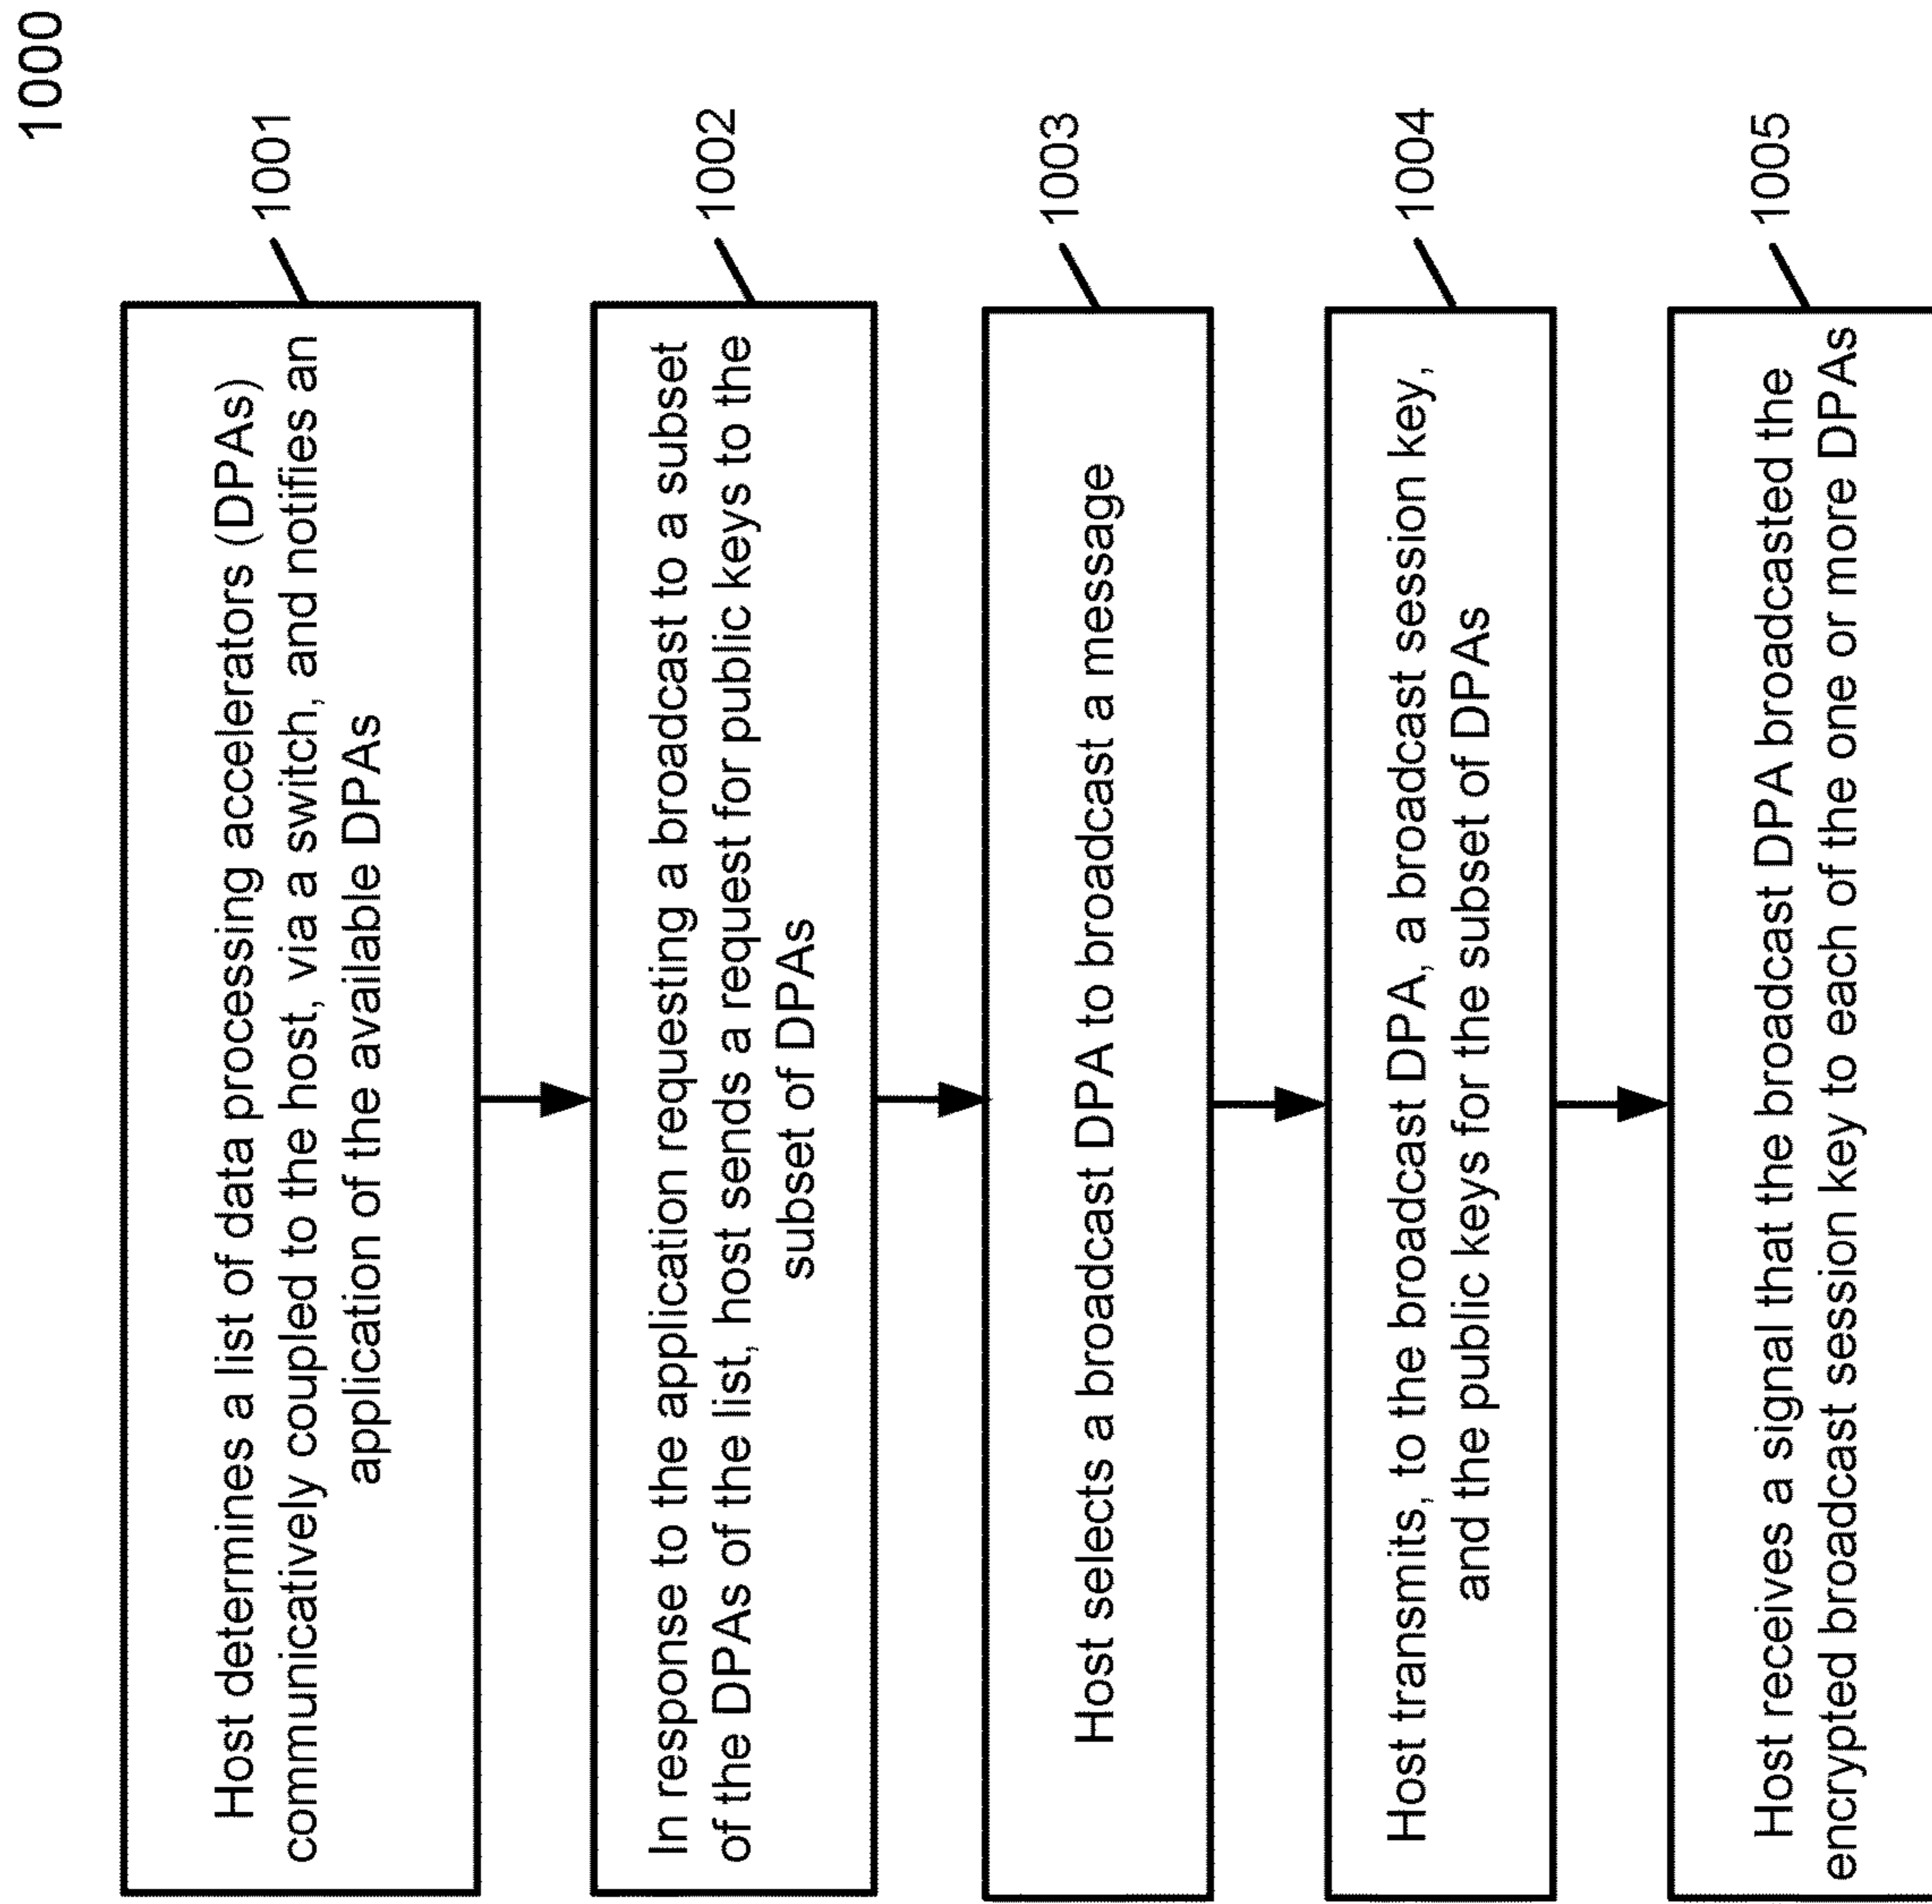 1000
Host determines a list of data processing accelerators (DPAs)
communicatively coupled to the host, via a switch, and notifies an
application of the available DPAs
1001
In response to the application requesting a broadcast to a subset
of the DPAs of the list, host sends a request for public keys to the
subset of DPAs
1002
Host selects a broadcast DPA to broadcast a message
1003
Host transmits, to the broadcast DPA, a broadcast session key,
and the public keys for the subset of DPAs
1004
Host receives a signal that the broadcast DPA broadcasted the
encrypted broadcast session key to each of the one or more DPAs
1005